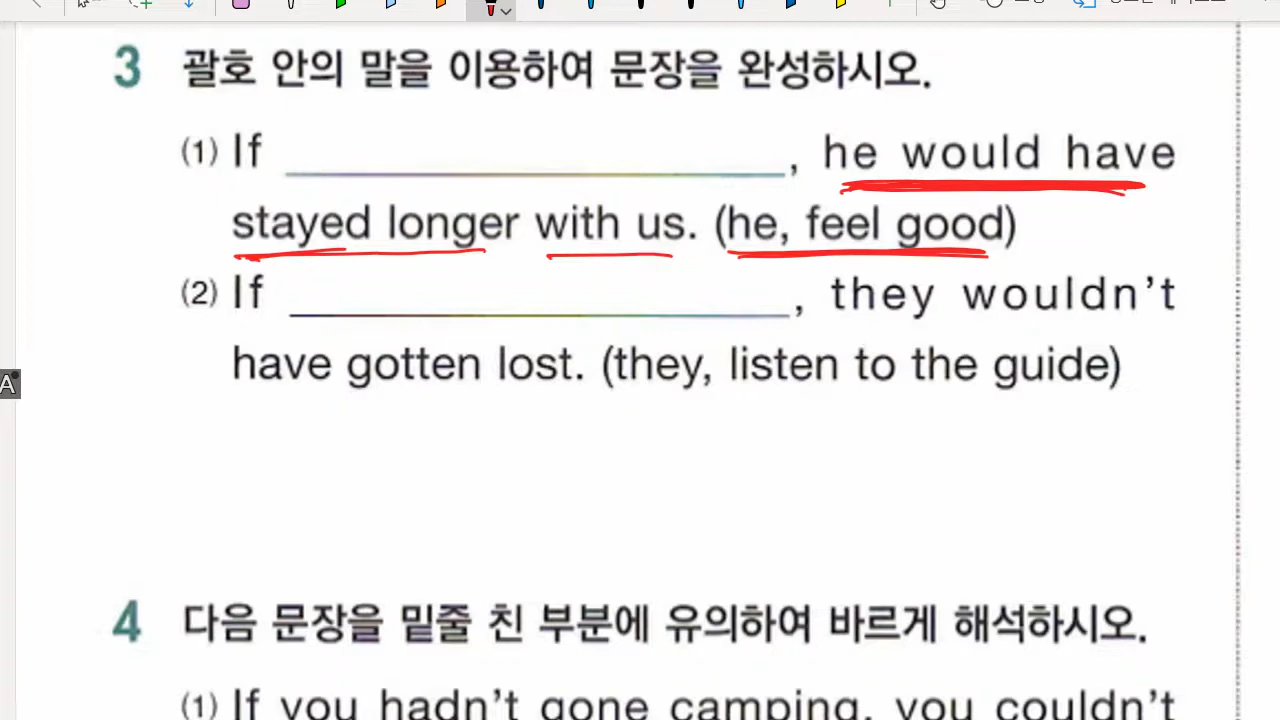 3 괄호 안의 말을 이용하여 문장을 완성하시오.
(1) If ____________, he would have
stayed longer with us. (he, feel good)
(2) If ____________, they wouldn't
have gotten lost. (they, listen to the guide)
A
4 다음 문장을 밑줄 친 부분에 유의하여 바르게 해석하시오.
(1) If you hadn't gone camping, you couldn't